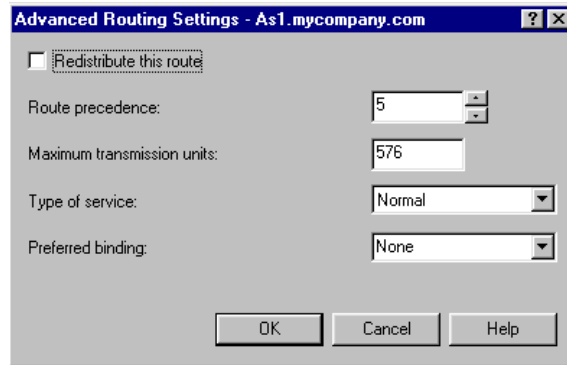 Advanced Routing Settings - As1.mycompany.com
Redistribute this route
Route precedence: 5
Maximum transmission units: 576
Type of service: Normal
Preferred binding: None
OK Cancel Help